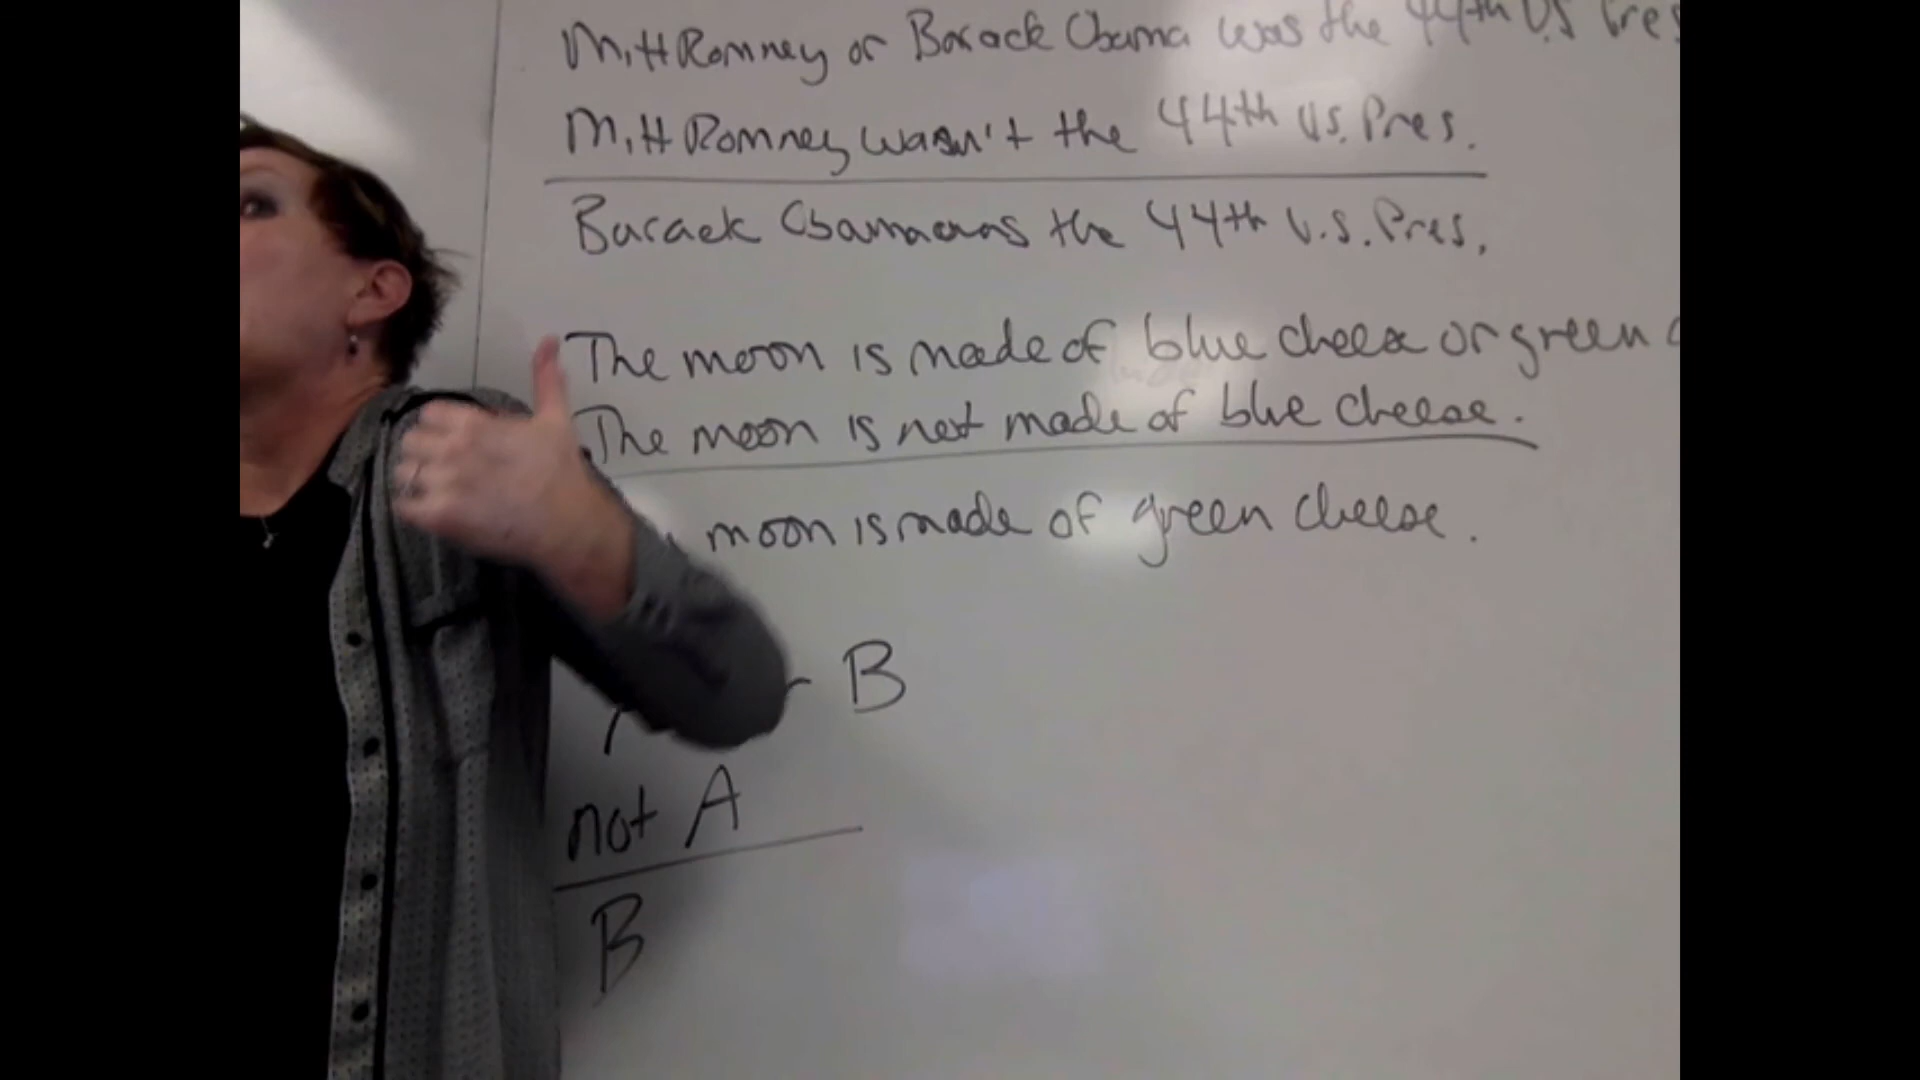 Mitt Romney or Barack Obama was the 44th U.S Pres
Mitt Romney wasn't the 44th U.S. Pres.
Barack Obama was the 44th U.S. Pres.
The moon is made of blue cheese or green
The moon is not made of blue cheese.
moon is made of green cheese.
B
not A
B